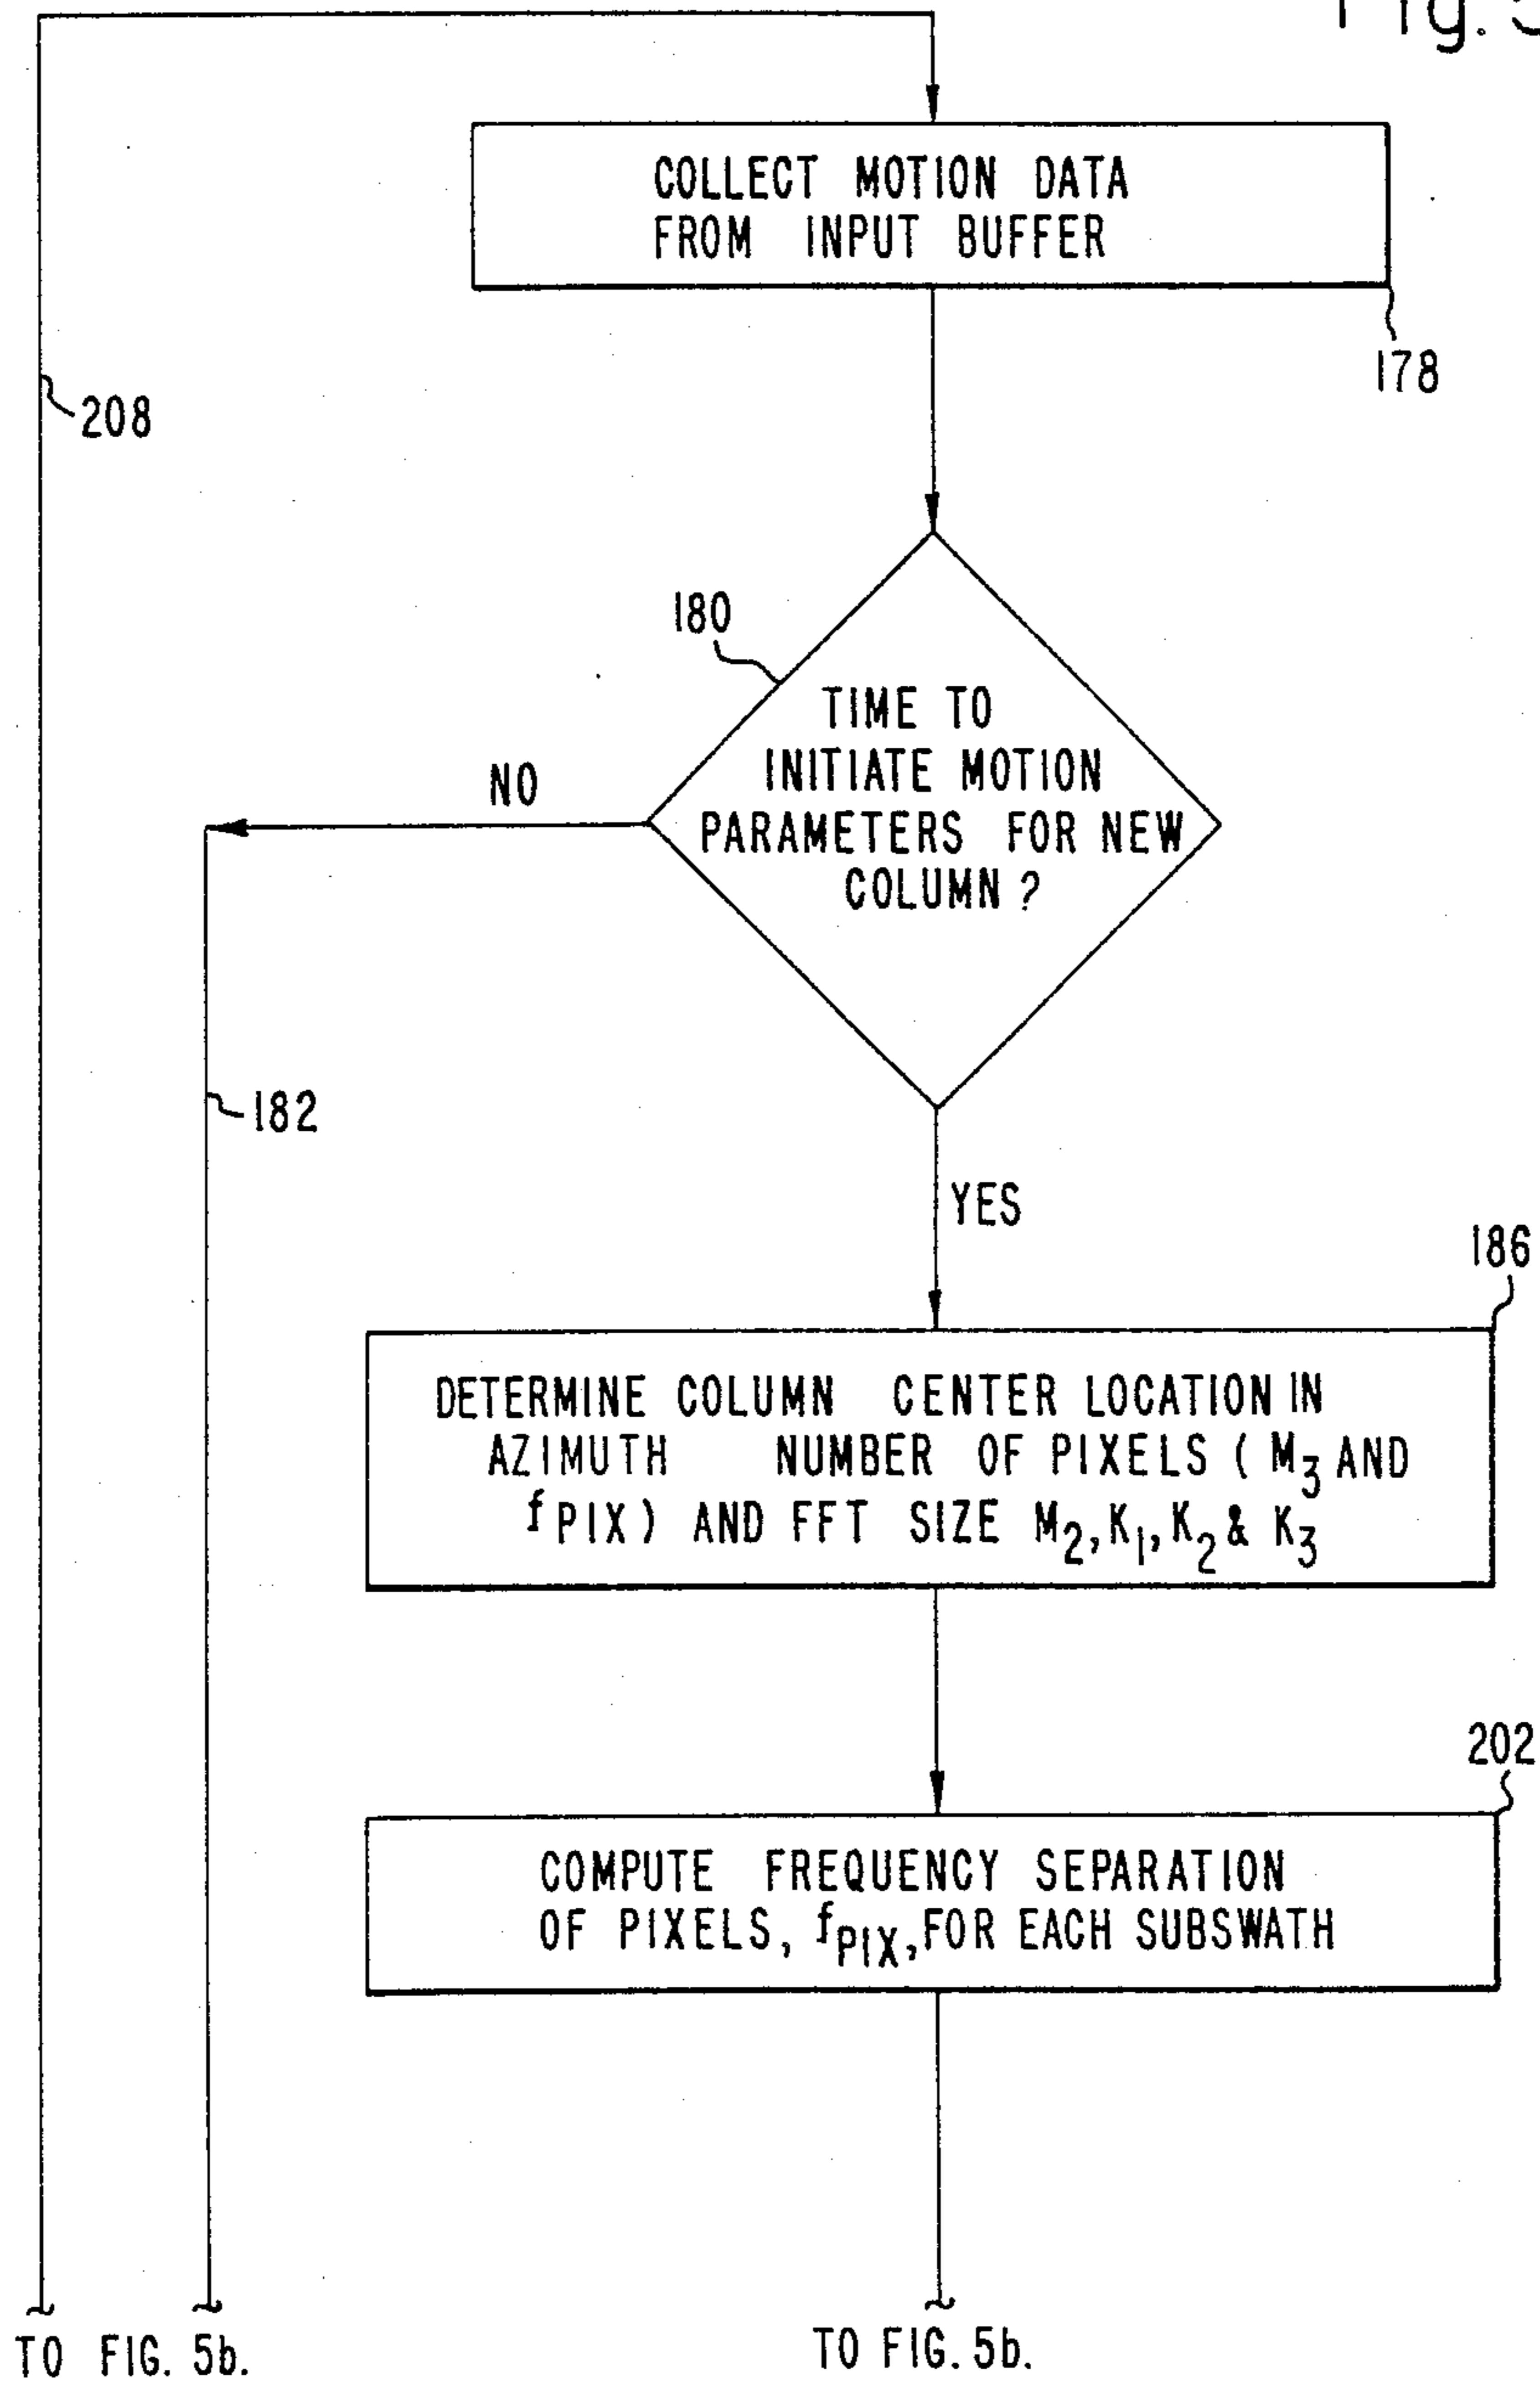 Fig. 5
COLLECT MOTION DATA
FROM INPUT BUFFER
178
208
180
TIME TO
INITIATE MOTION
PARAMETERS FOR NEW
COLUMN ?
NO
182
YES
186
DETERMINE COLUMN CENTER LOCATION IN
AZIMUTH NUMBER OF PIXELS ( M₃ AND
fPIX) AND FFT SIZE M₂, K₁, K₂ & K₃
202
COMPUTE FREQUENCY SEPARATION
OF PIXELS, fPIX, FOR EACH SUBSWATH
TO FIG. 5b.
TO FIG. 5b.